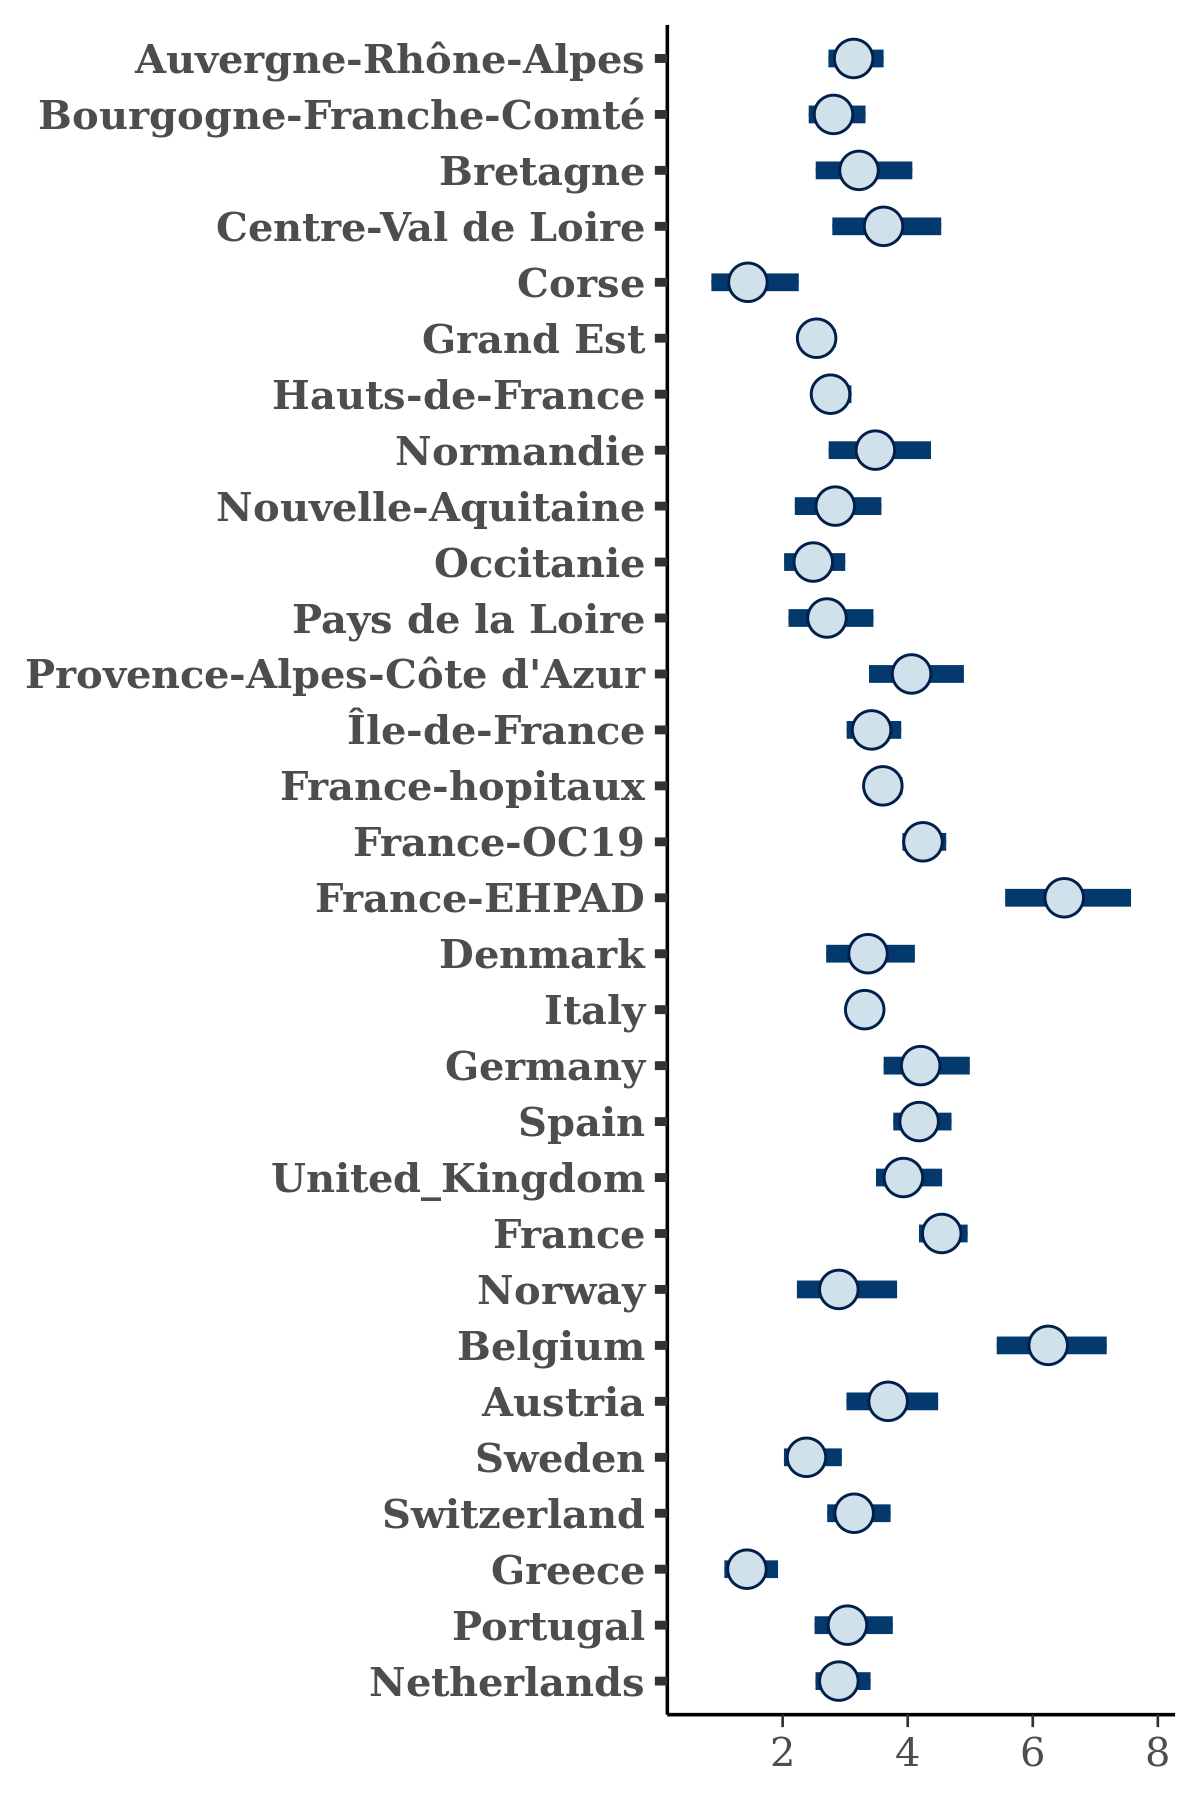 Auvergne-Rhône-Alpes
Bourgogne-Franche-Comté
Bretagne
Centre-Val de Loire
Corse
Grand Est
Hauts-de-France
Normandie
Nouvelle-Aquitaine
Occitanie
Pays de la Loire
Provence-Alpes-Côte d'Azur
Île-de-France
France-hopitaux
France-OC19
France-EHPAD
Denmark
Italy
Germany
Spain
United_Kingdom
France
Norway
Belgium
Austria
Sweden
Switzerland
Greece
Portugal
Netherlands
2 4 6 8